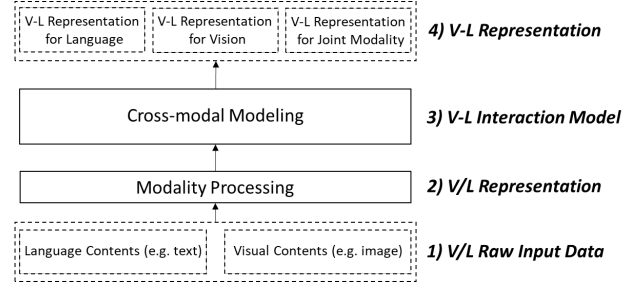 V-L Representation for Language
V-L Representation for Vision
V-L Representation for Joint Modality
4) V-L Representation
Cross-modal Modeling
3) V-L Interaction Model
Modality Processing
2) V/L Representation
Language Contents (e.g. text)
Visual Contents (e.g. image)
1) V/L Raw Input Data